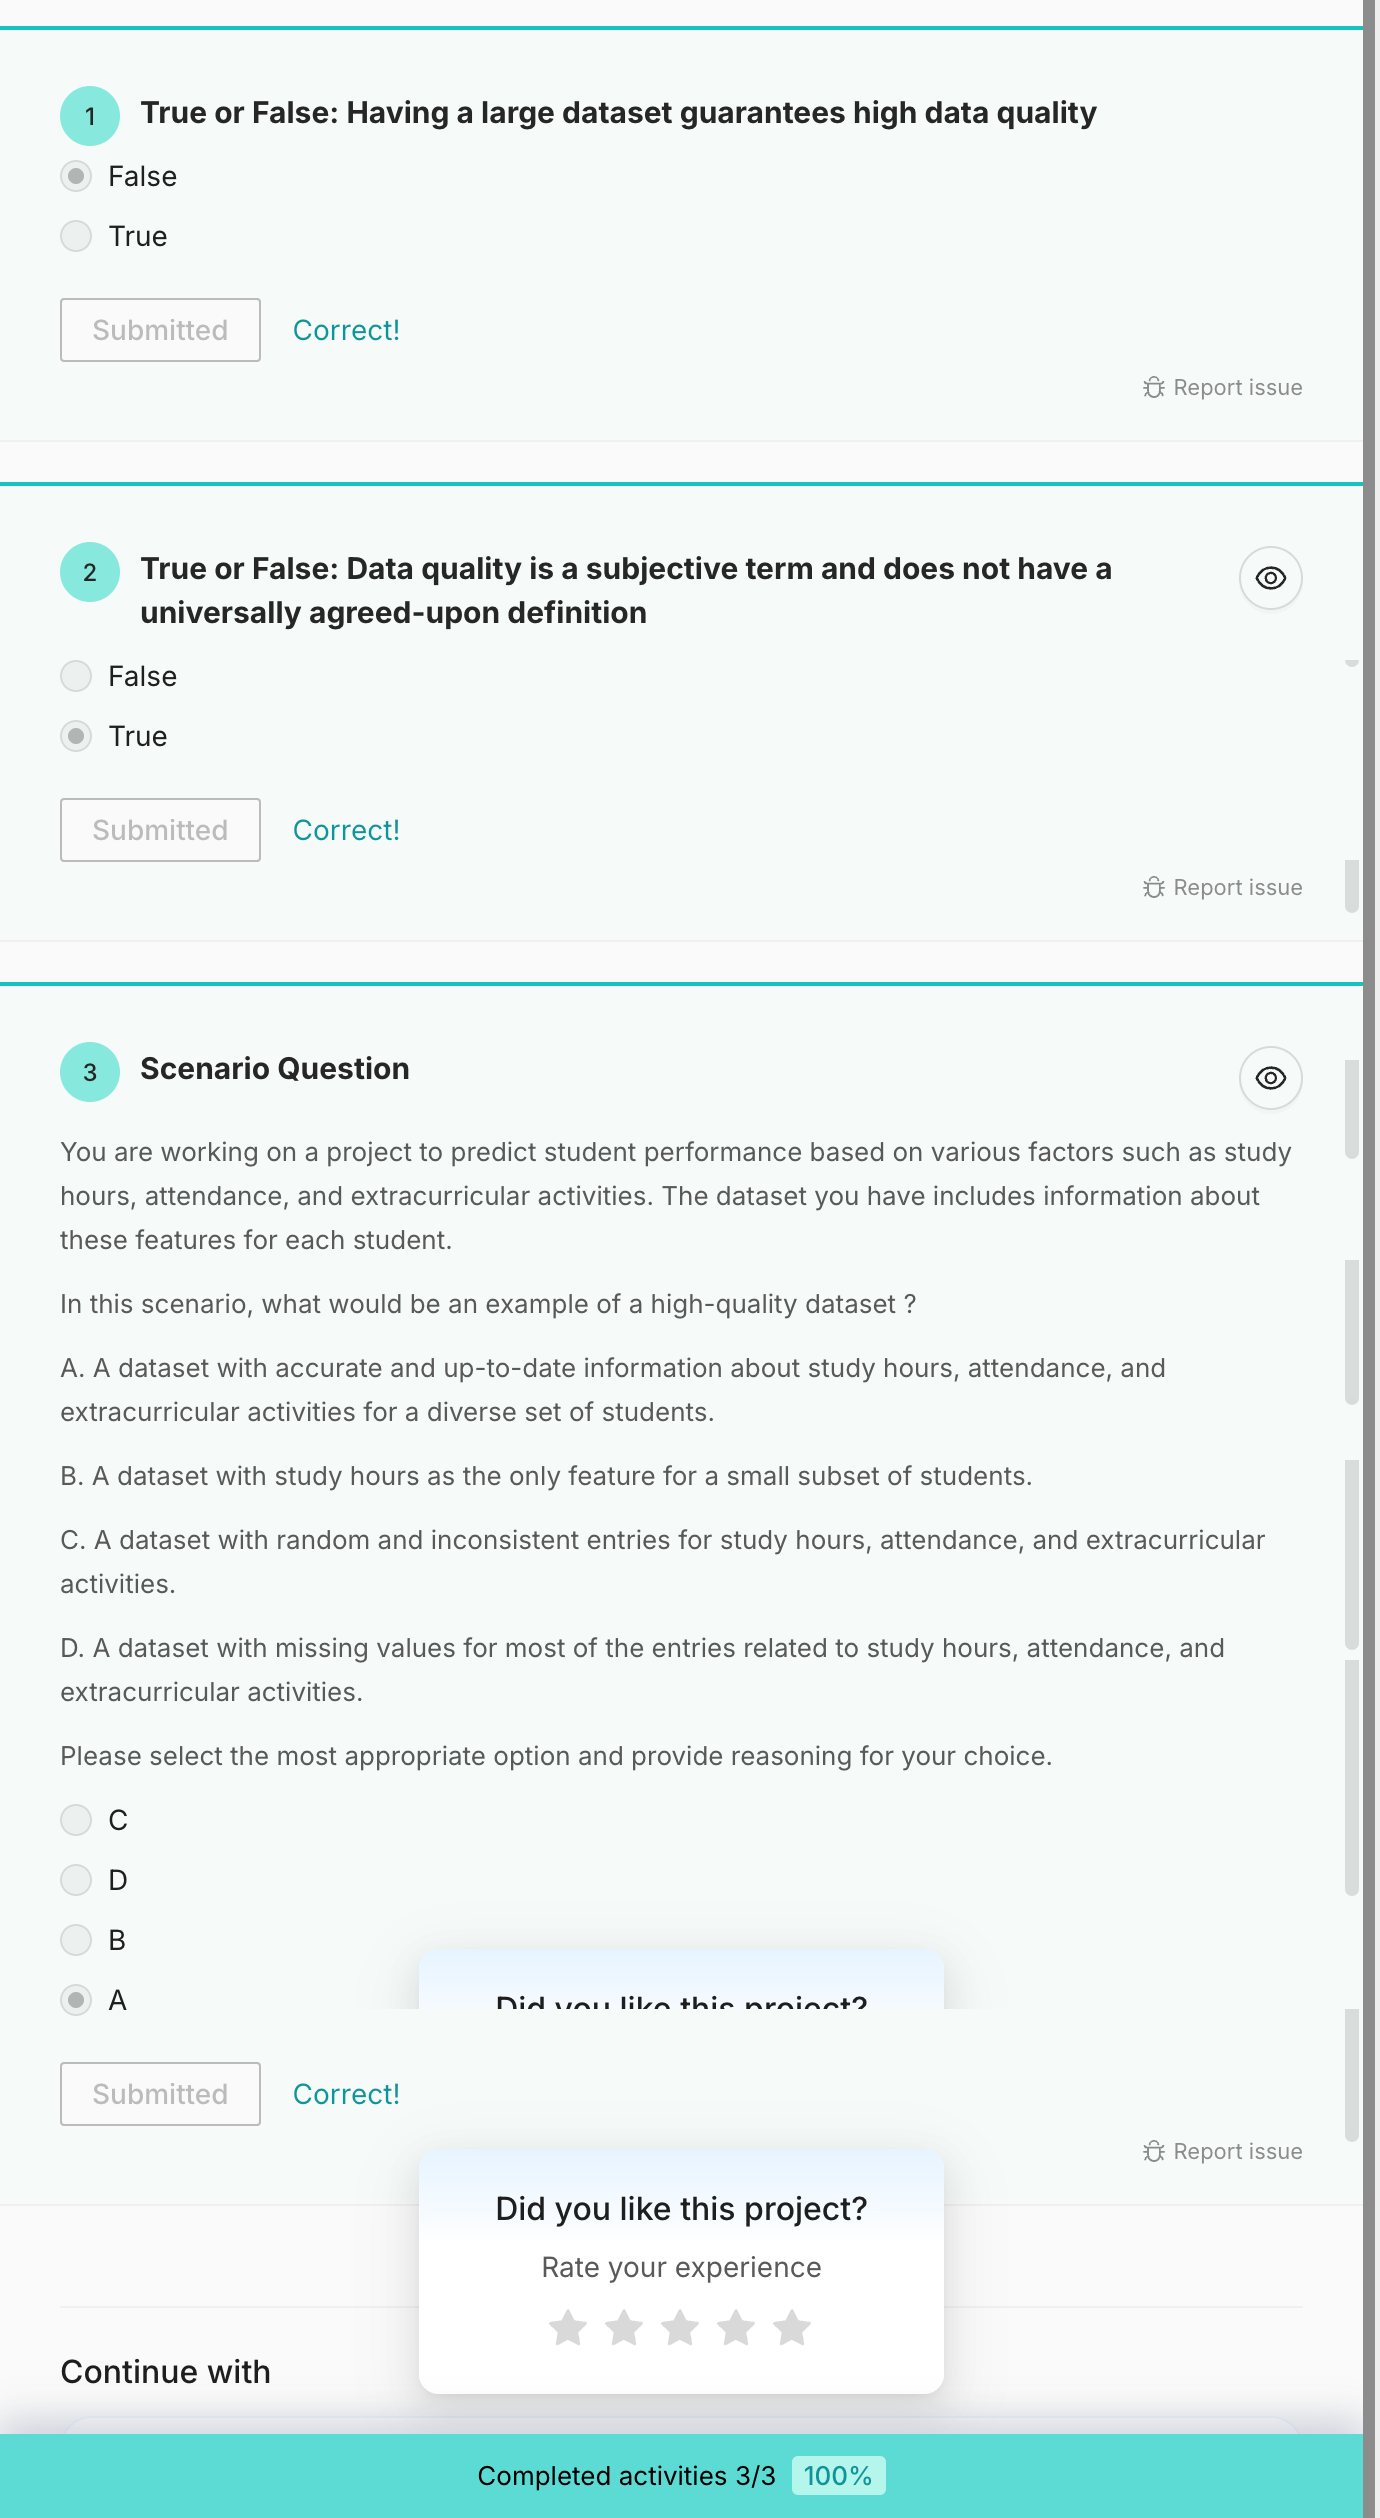 1
True or False: Having a large dataset guarantees high data quality
False
True
Submitted
Correct!
Report issue
2
True or False: Data quality is a subjective term and does not have a
universally agreed-upon definition
False
True
Submitted
Correct!
Report issue
3
Scenario Question
You are working on a project to predict student performance based on various factors such as study
hours, attendance, and extracurricular activities. The dataset you have includes information about
these features for each student.
In this scenario, what would be an example of a high-quality dataset ?
A. A dataset with accurate and up-to-date information about study hours, attendance, and
extracurricular activities for a diverse set of students.
B. A dataset with study hours as the only feature for a small subset of students.
C. A dataset with random and inconsistent entries for study hours, attendance, and extracurricular
activities.
D. A dataset with missing values for most of the entries related to study hours, attendance, and
extracurricular activities.
Please select the most appropriate option and provide reasoning for your choice.
C
D
B
A
Did you like this project?
Submitted
Correct!
Report issue
Did you like this project?
Rate your experience
Continue with
Completed activities 3/3 100%